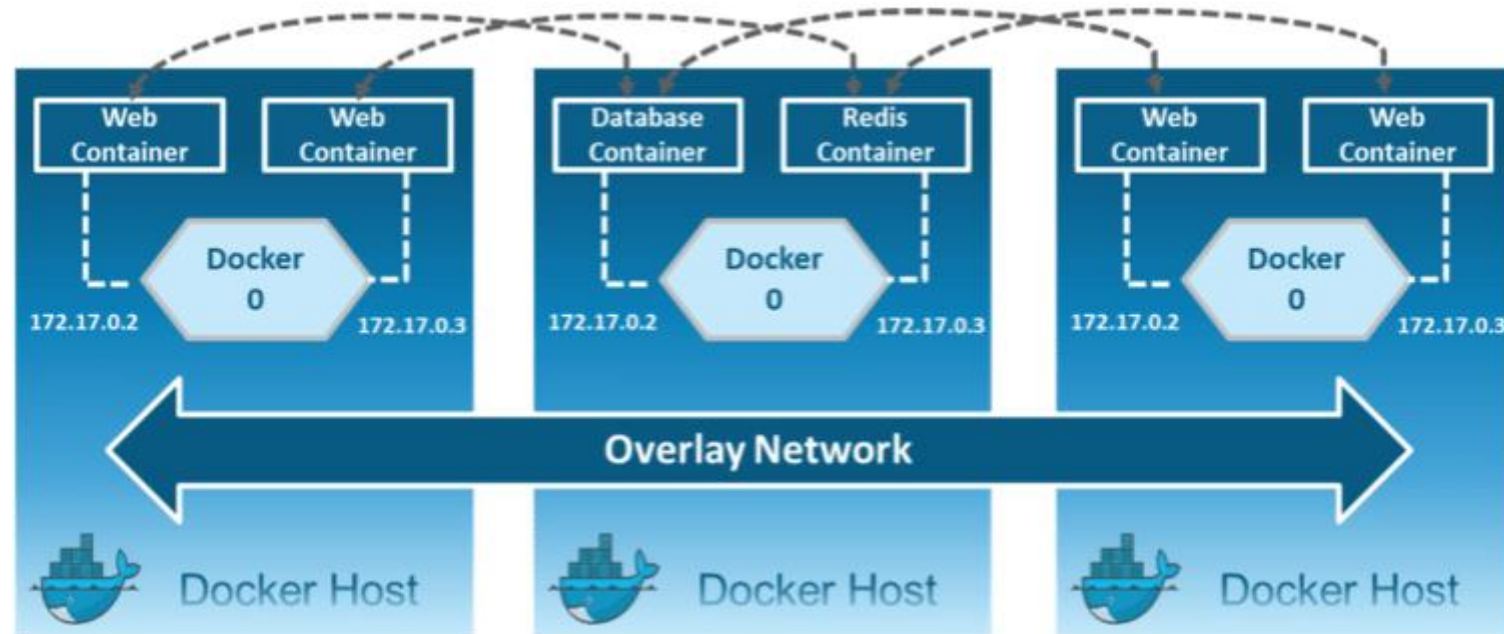 Web
Container
Web
Container
Database
Container
Redis
Container
Web
Container
Web
Container
Docker
0
172.17.0.2
172.17.0.3
Docker
0
172.17.0.2
172.17.0.3
Docker
0
172.17.0.2
172.17.0.3
Overlay Network
Docker Host
Docker Host
Docker Host